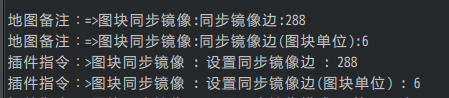 地图备注：=>图块同步镜像:同步镜像边:288
地图备注：=>图块同步镜像:同步镜像边(图块单位):6
插件指令：>图块同步镜像 : 设置同步镜像边 : 288
插件指令：>图块同步镜像 : 设置同步镜像边(图块单位) : 6